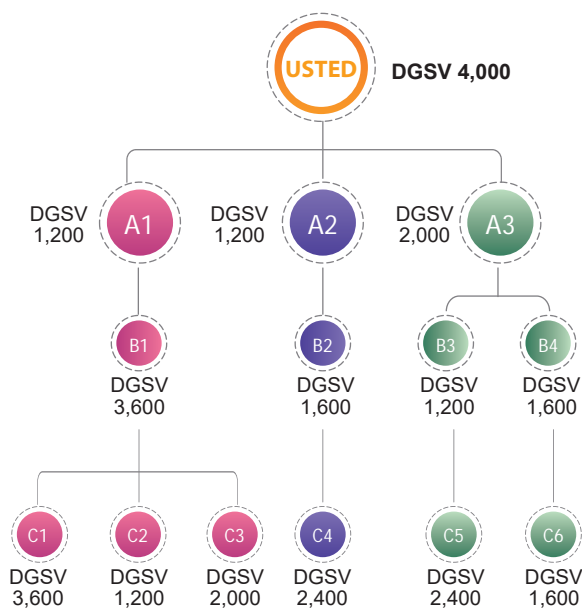 USTED
DGSV 4,000
DGSV
1,200
A1
DGSV
1,200
A2
DGSV
2,000
A3
B1
B2
B3
B4
DGSV
3,600
DGSV
1,600
DGSV
1,200
DGSV
1,600
C1
C2
C3
C4
C5
C6
DGSV
3,600
DGSV
1,200
DGSV
2,000
DGSV
2,400
DGSV
2,400
DGSV
1,600